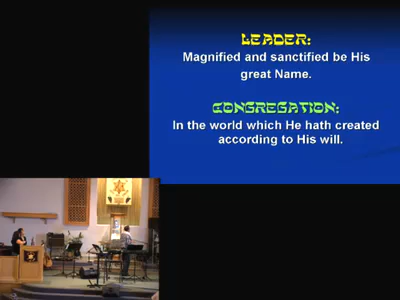 LEADER:
Magnified and sanctified be His
great Name.
CONGREGATION:
In the world which He hath created
according to His will.